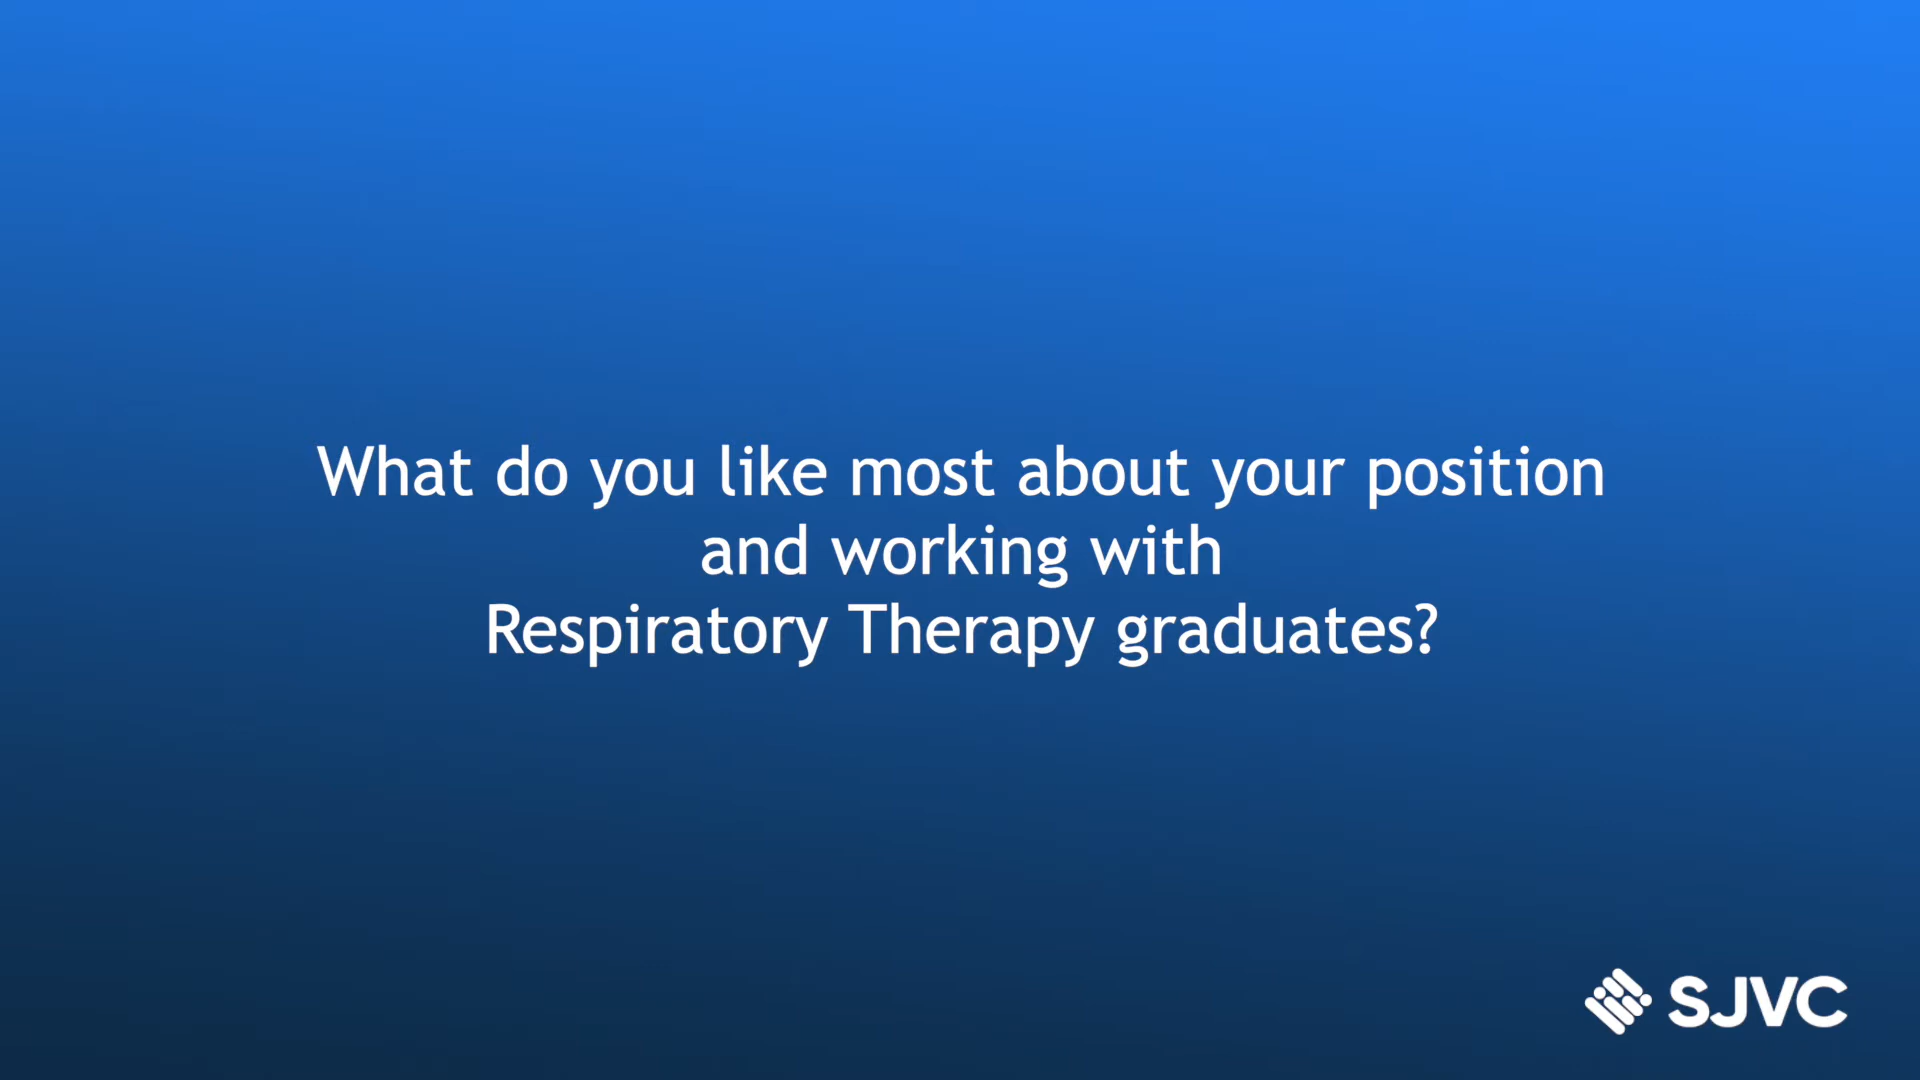 What do you like most about your position
and working with
Respiratory Therapy graduates?
SJVC